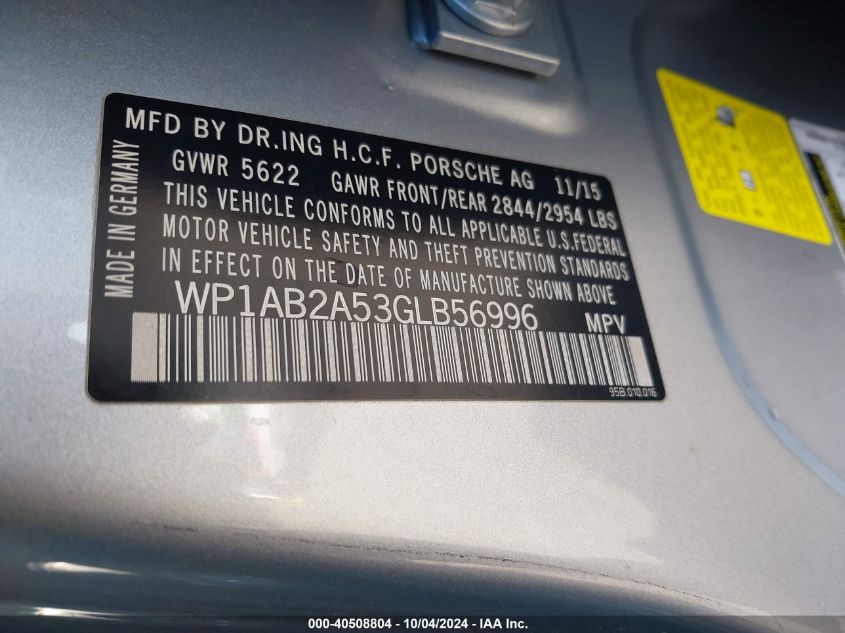 MFD BY DR.ING H.C.F. PORSCHE AG 11/15
GVWR 5622 GAWR FRONT/REAR 2844/2954 LBS
THIS VEHICLE CONFORMS TO ALL APPLICABLE U.S.FEDERAL
MOTOR VEHICLE SAFETY AND THEFT PREVENTION STANDARDS
IN EFFECT ON THE DATE OF MANUFACTURE SHOWN ABOVE
WP1AB2A53GLB56996 MPV
95B.010.016
MADE IN GERMANY
000-40508804 - 10/04/2024 - IAA Inc.